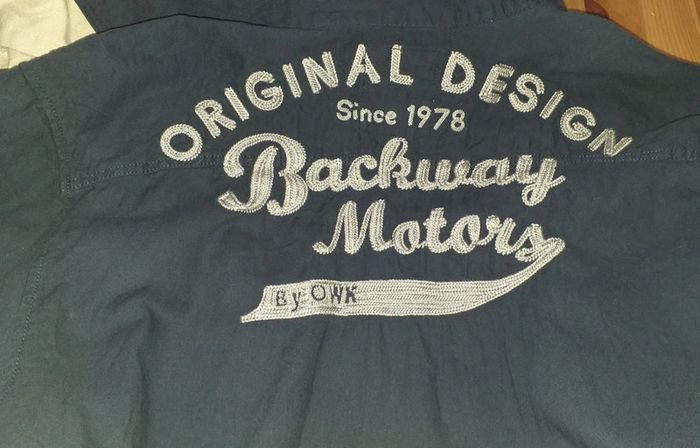 ORIGINAL DESIGN
Since 1978
Backway
Motors
By OWK